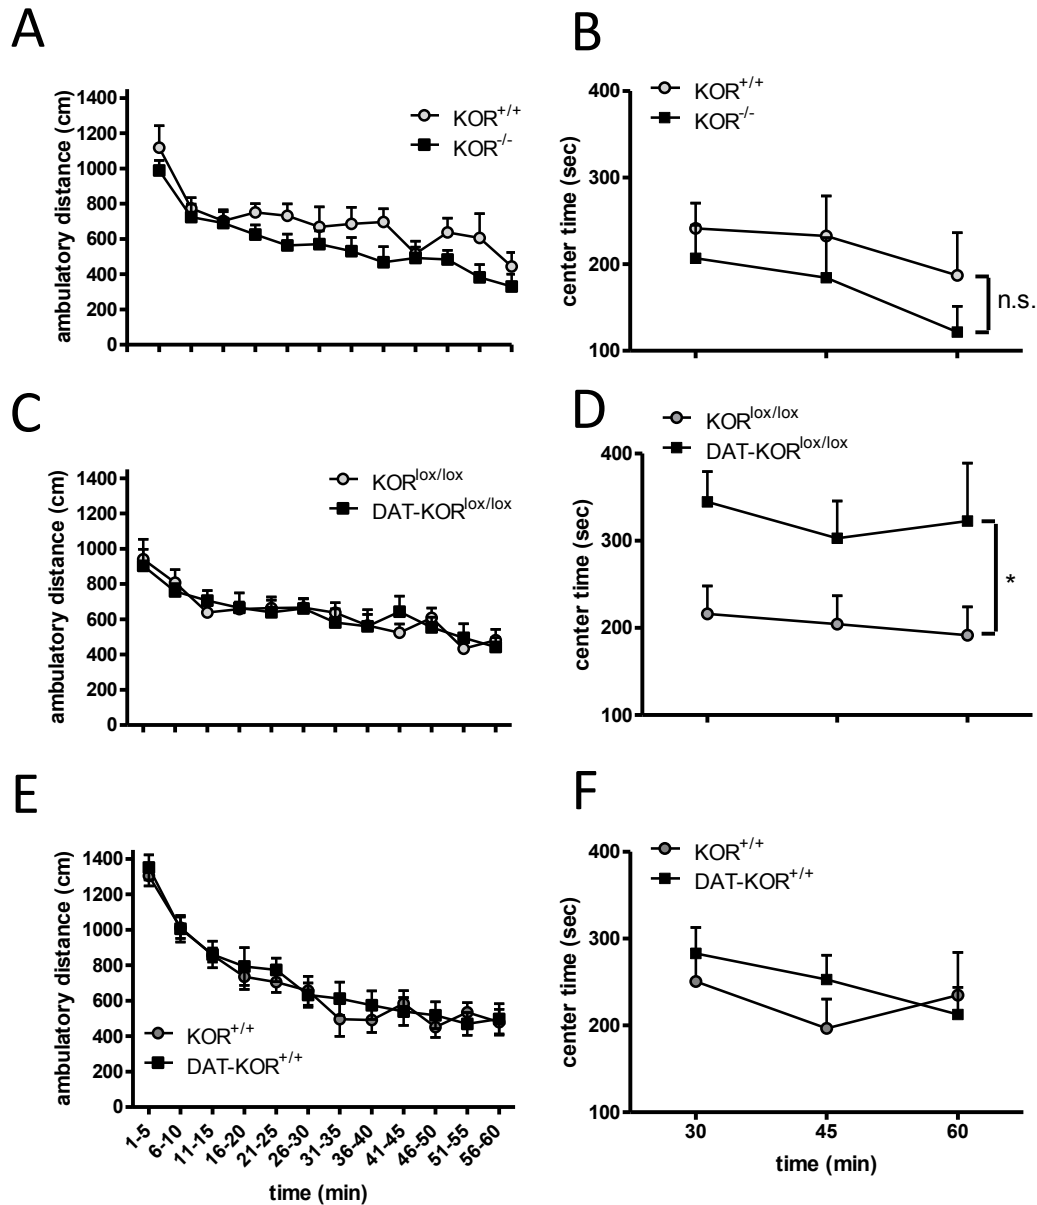 A
ambulatory distance (cm)
1400
1200
1000
800
600
400
200
0
KOR+/+
KOR-/-
B
center time (sec)
400
300
200
100
KOR+/+
KOR-/-
n.s.
C
ambulatory distance (cm)
1400
1200
1000
800
600
400
200
0
KORlox/lox
DAT-KORlox/lox
D
center time (sec)
400
300
200
100
KORlox/lox
DAT-KORlox/lox
*
E
ambulatory distance (cm)
1400
1200
1000
800
600
400
200
0
KOR+/+
DAT-KOR+/+
1-5
6-10
11-15
16-20
21-25
26-30
31-35
36-40
41-45
46-50
51-55
56-60
time (min)
F
center time (sec)
400
300
200
100
KOR+/+
DAT-KOR+/+
30
45
60
time (min)